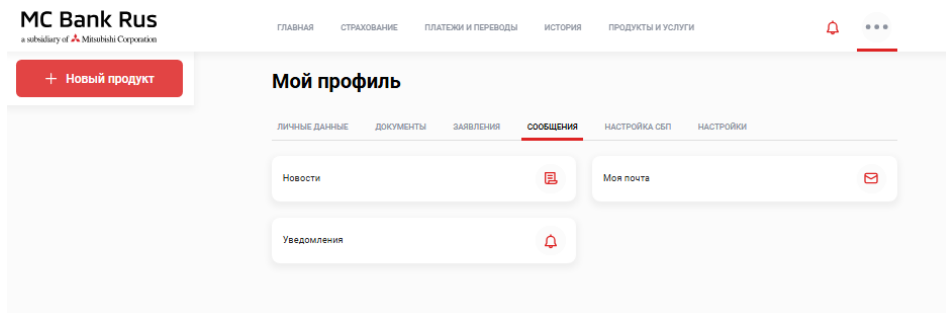 MC Bank Rus
a subsidiary of Mitsubishi Corporation
ГЛАВНАЯ СТРАХОВАНИЕ ПЛАТЕЖИ И ПЕРЕВОДЫ ИСТОРИЯ ПРОДУКТЫ И УСЛУГИ
+ Новый продукт
Мой профиль
ЛИЧНЫЕ ДАННЫЕ ДОКУМЕНТЫ ЗАЯВЛЕНИЯ СООБЩЕНИЯ НАСТРОЙКА СБП НАСТРОЙКИ
Новости
Моя почта
Уведомления